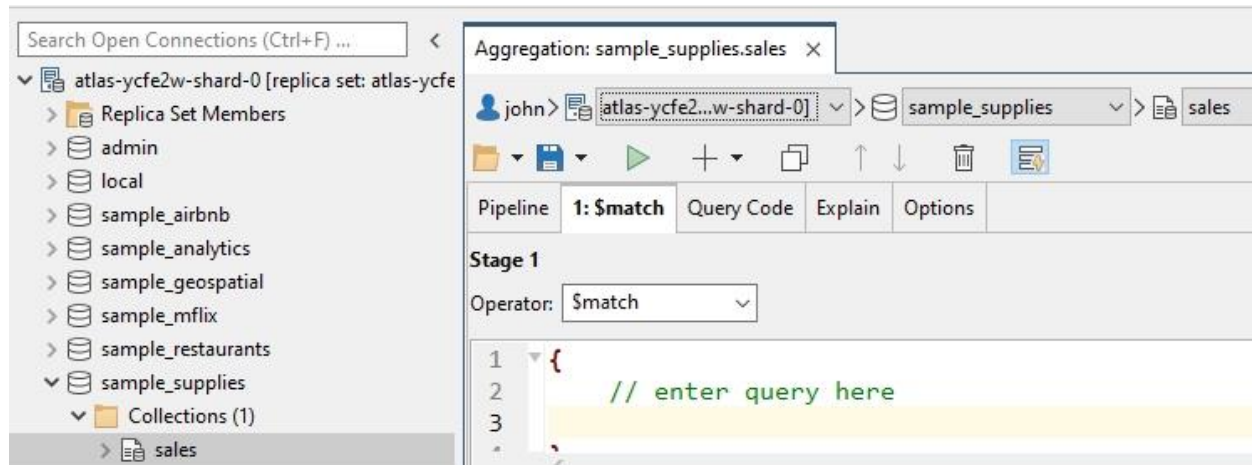 Search Open Connections (Ctrl+F) ...
atlas-ycfe2w-shard-0 [replica set: atlas-ycfe
Replica Set Members
admin
local
sample_airbnb
sample_analytics
sample_geospatial
sample_mflix
sample_restaurants
sample_supplies
Collections (1)
sales
Aggregation: sample_supplies.sales
john atlas-ycfe2...w-shard-0] sample_supplies sales
Pipeline 1: $match Query Code Explain Options
Stage 1
Operator: $match
1 {
2 // enter query here
3